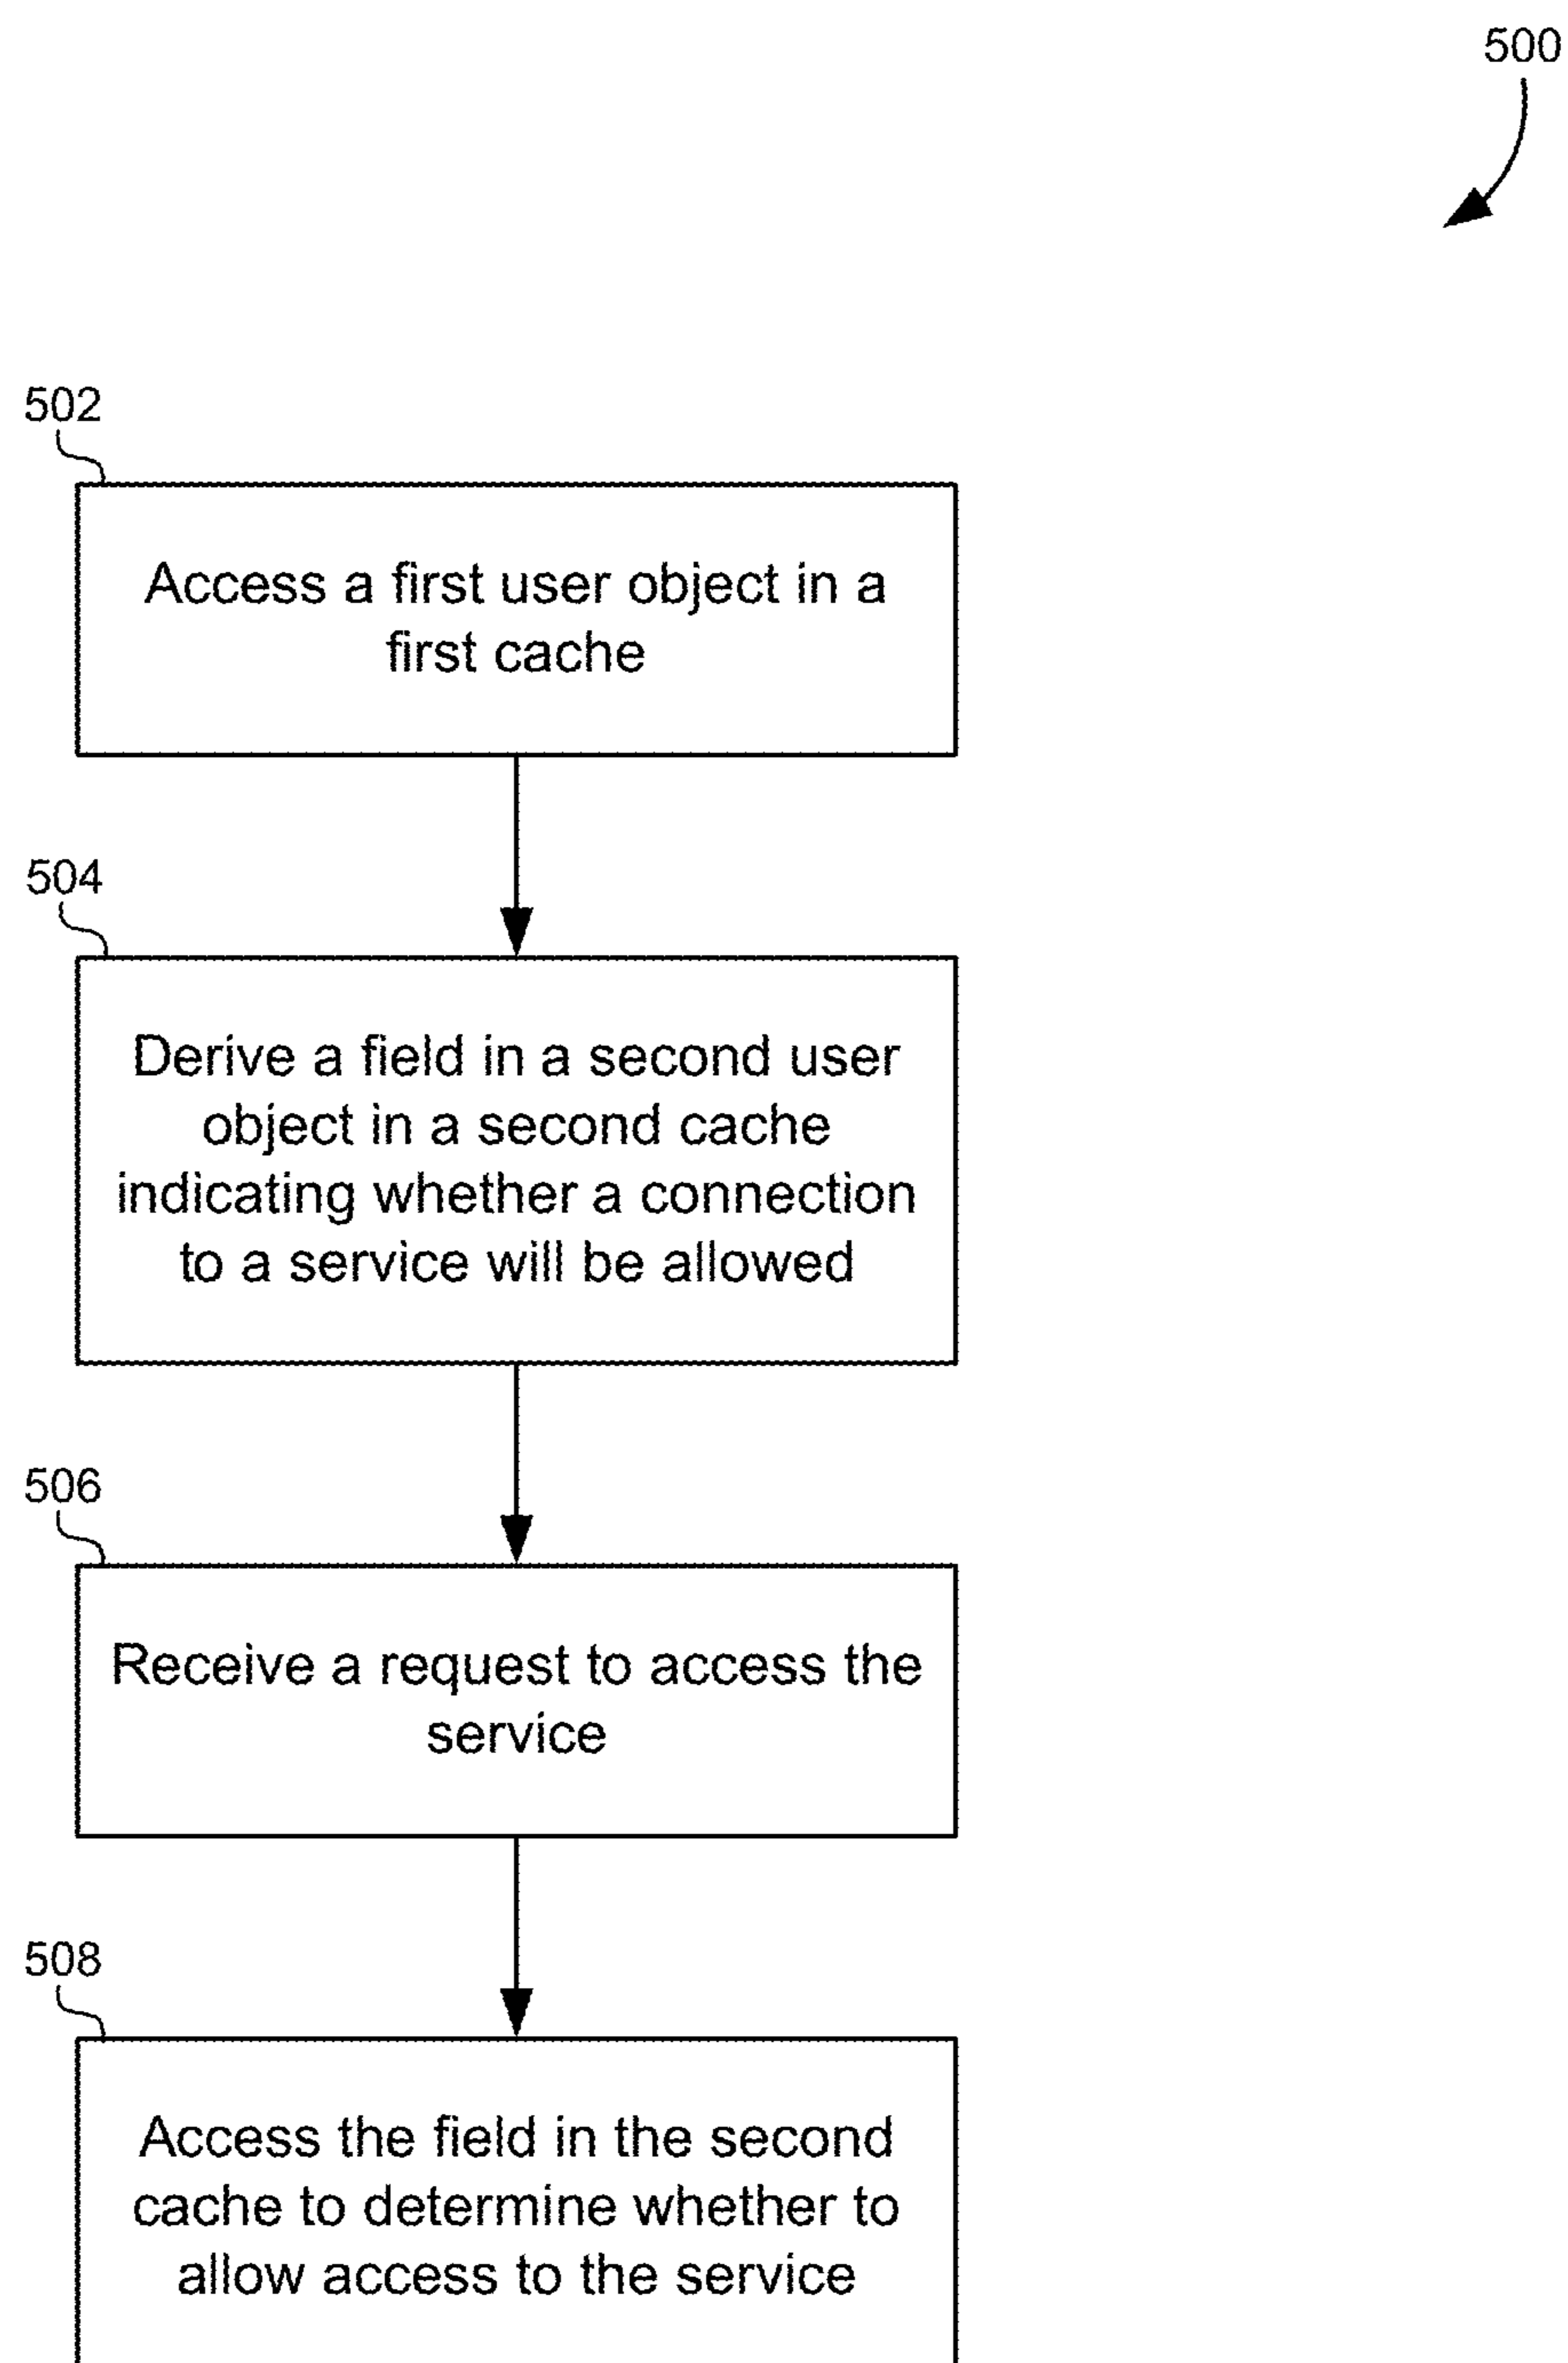 500
502
Access a first user object in a
first cache
504
Derive a field in a second user
object in a second cache
indicating whether a connection
to a service will be allowed
506
Receive a request to access the
service
508
Access the field in the second
cache to determine whether to
allow access to the service